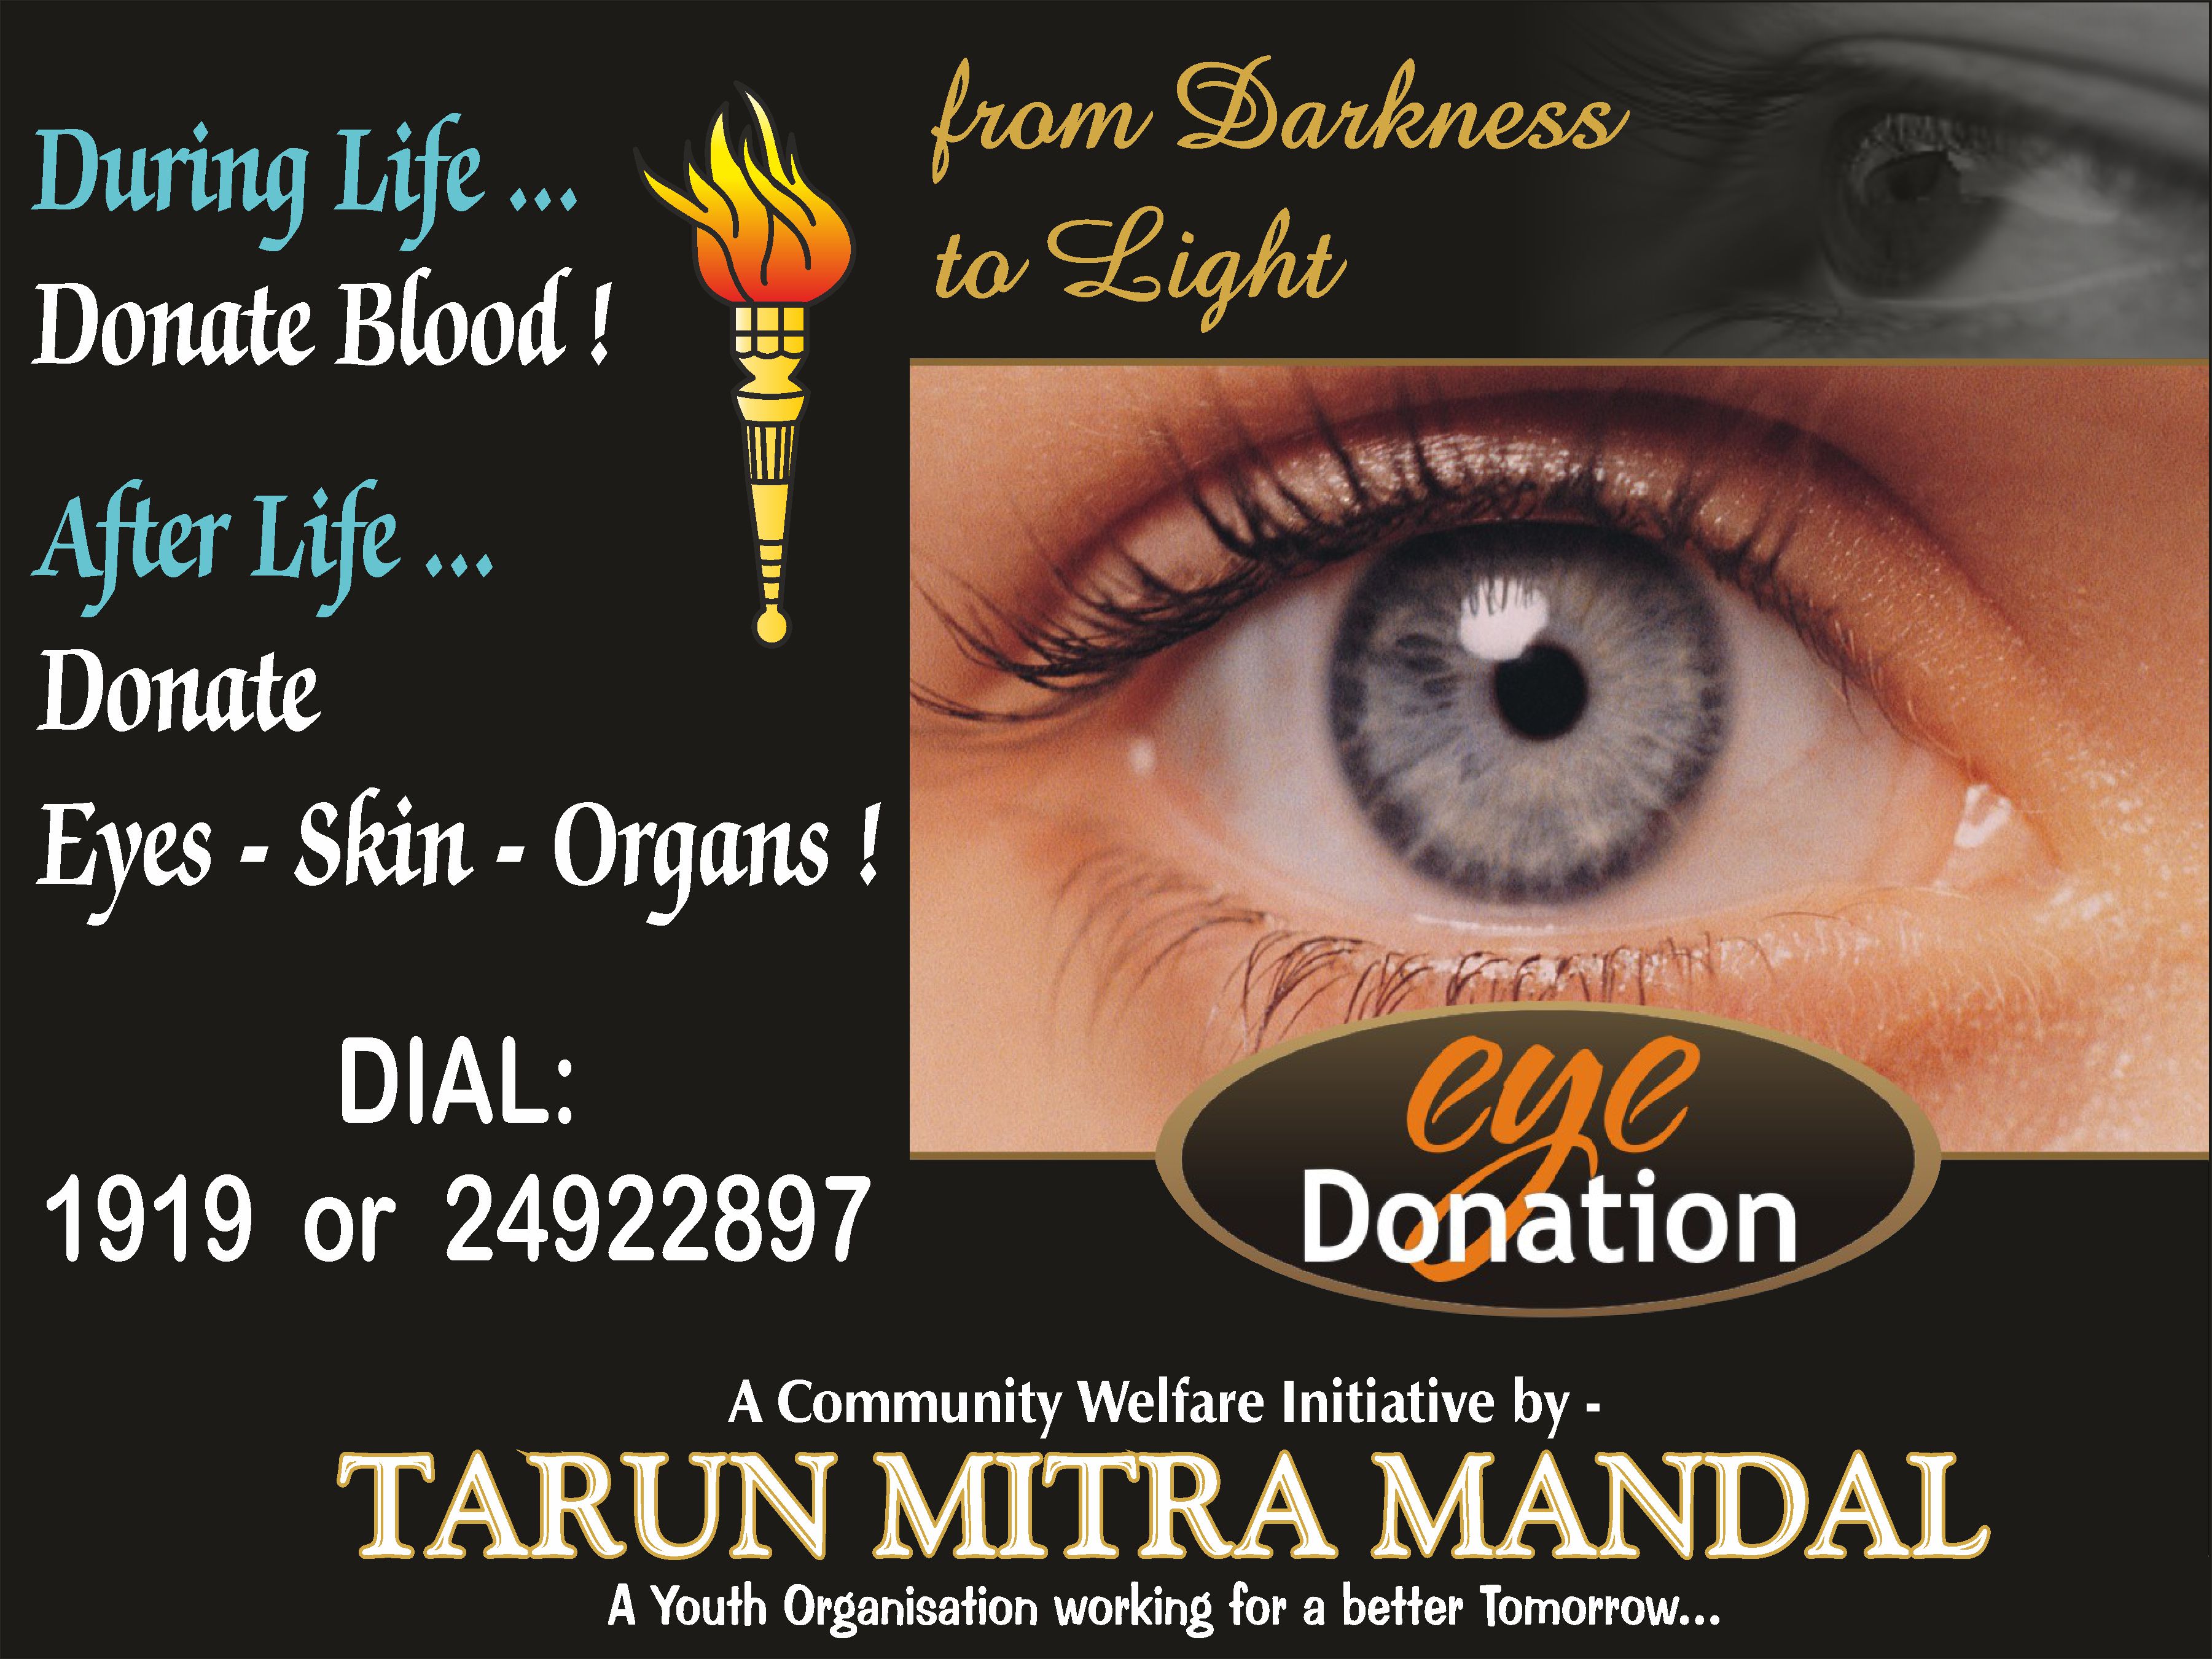 During Life ...
Donate Blood !
After Life ...
Donate
Eyes - Skin - Organs !
DIAL:
1919 or 24922897
from Darkness
to Light
eye
Donation
A Community Welfare Initiative by -
TARUN MITRA MANDAL
A Youth Organisation working for a better Tomorrow...